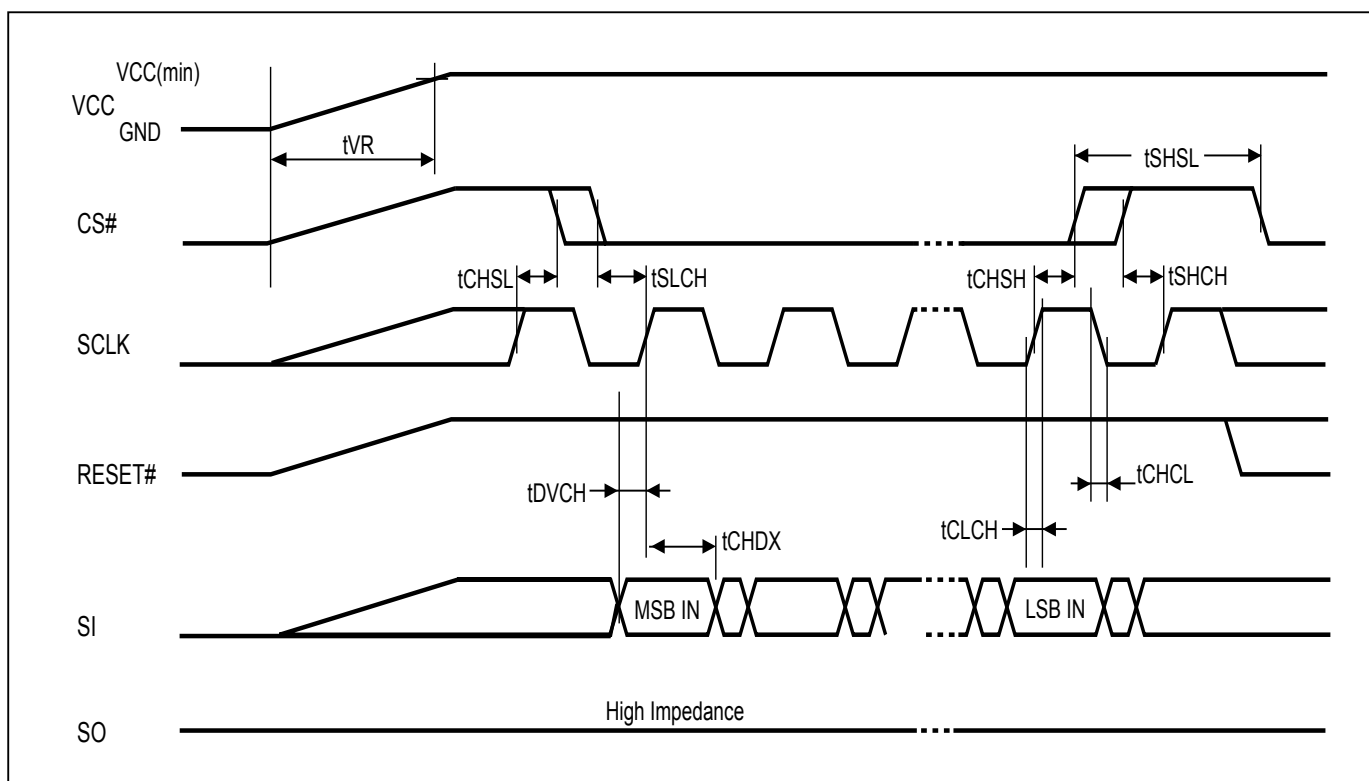 VCC(min)
VCC
GND
tVR
tSHSL
CS#
tCHSL
tSLCH
tCHSH
tSHCH
SCLK
RESET#
tDVCH
tCHCL
tCLCH
tCHDX
SI
MSB IN
LSB IN
High Impedance
SO